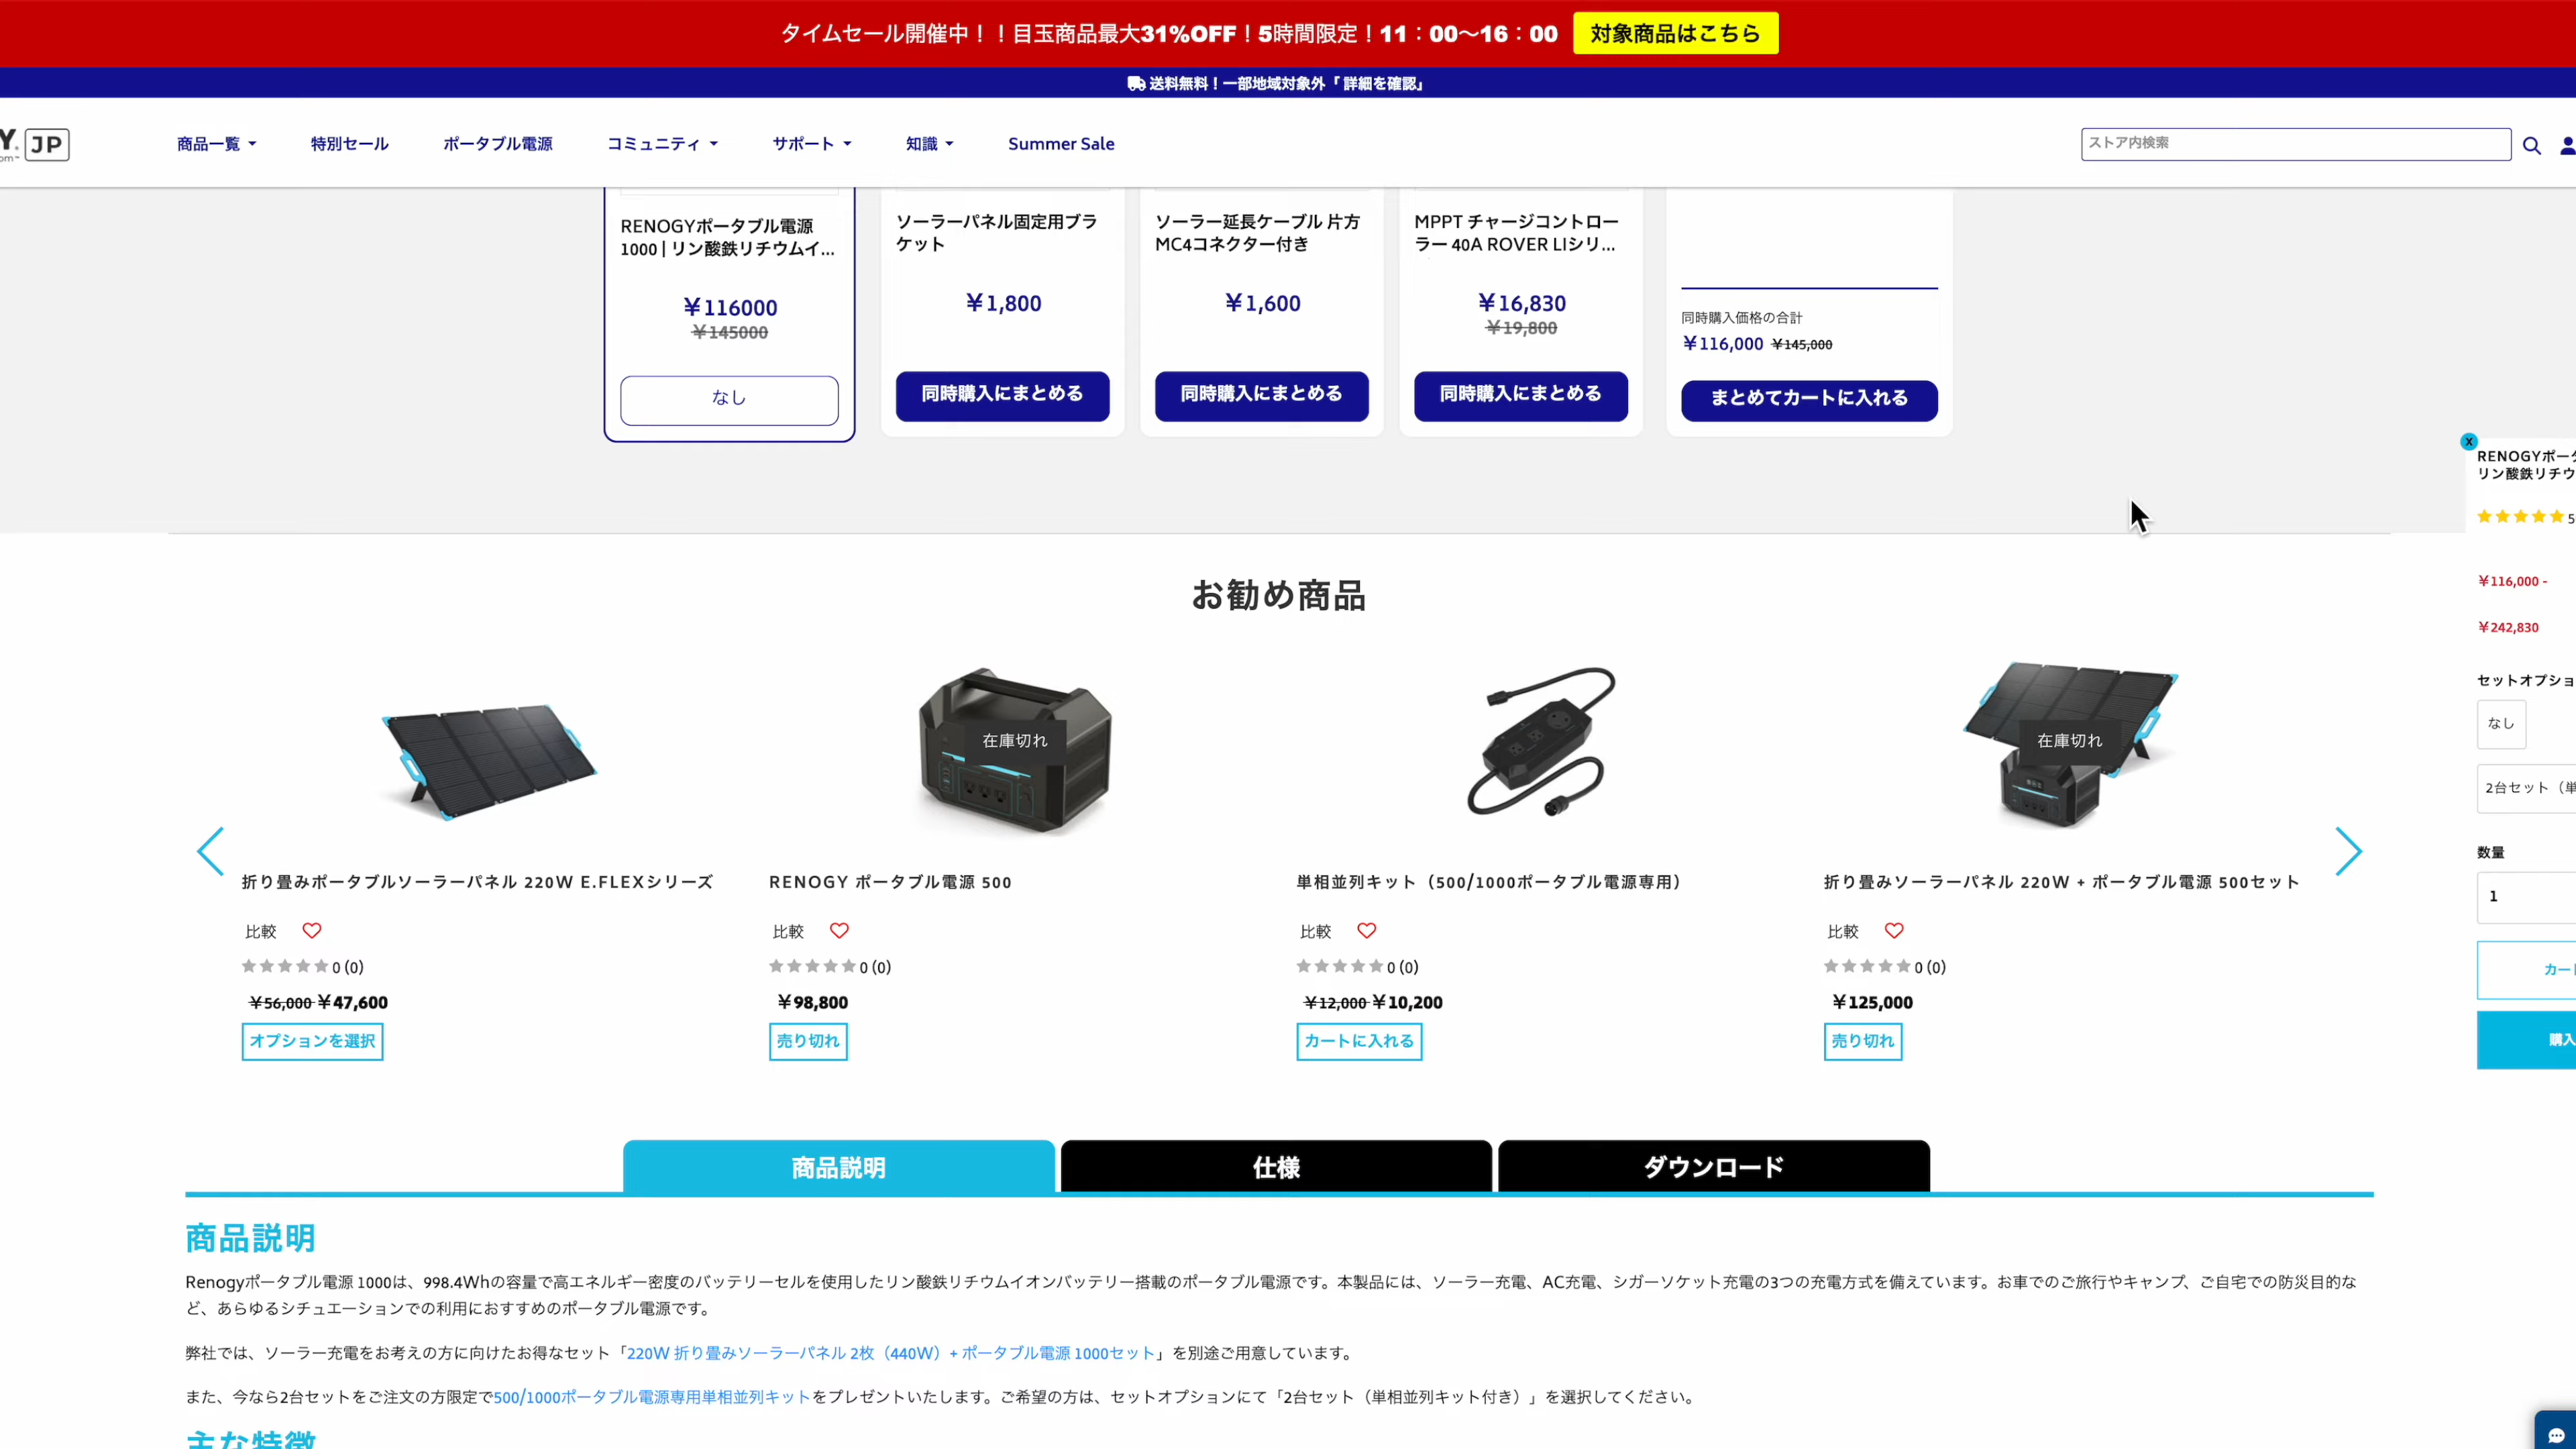 タイムセール開催中！！目玉商品最大31%OFF！5時間限定！11：00〜16：00 対象商品はこちら
送料無料！一部地域対象外「 詳細を確認」
Y. JP
om™
商品一覧 特別セール ポータブル電源 コミュニティ サポート 知識 Summer Sale
ストア内検索
RENOGYポータブル電源
1000 | リン酸鉄リチウムイ...
￥116000
￥145000
なし
ソーラーパネル固定用ブラ
ケット
￥1,800
同時購入にまとめる
ソーラー延長ケーブル 片方
MC4コネクター付き
￥1,600
同時購入にまとめる
MPPT チャージコントロー
ラー 40A ROVER LIシリ...
￥16,830
￥19,800
同時購入にまとめる
同時購入価格の合計
￥116,000 ￥145,000
まとめてカートに入れる
X
RENOGYポー
リン酸鉄リチウ
5
￥116,000 -
￥242,830
セットオプショ
なし
2台セット（単
数量
1
カー
購入
お勧め商品
折り畳みポータブルソーラーパネル 220W E.FLEXシリーズ
比較
0 (0)
￥56,000 ￥47,600
オプションを選択
在庫切れ
RENOGY ポータブル電源 500
比較
0 (0)
￥98,800
売り切れ
単相並列キット（500/1000ポータブル電源専用）
比較
0 (0)
￥12,000 ￥10,200
カートに入れる
在庫切れ
折り畳みソーラーパネル 220W + ポータブル電源 500セット
比較
0 (0)
￥125,000
売り切れ
商品説明 仕様 ダウンロード
商品説明
Renogyポータブル電源 1000は、998.4Whの容量で高エネルギー密度のバッテリーセルを使用したリン酸鉄リチウムイオンバッテリー搭載のポータブル電源です。本製品には、ソーラー充電、AC充電、シガーソケット充電の3つの充電方式を備えています。お車でのご旅行やキャンプ、ご自宅での防災目的な
ど、あらゆるシチュエーションでの利用におすすめのポータブル電源です。
弊社では、ソーラー充電をお考えの方に向けたお得なセット「220W 折り畳みソーラーパネル 2枚（440W）+ ポータブル電源 1000セット」を別途ご用意しています。
また、今なら2台セットをご注文の方限定で500/1000ポータブル電源専用単相並列キットをプレゼントいたします。ご希望の方は、セットオプションにて「2台セット（単相並列キット付き）」を選択してください。
主な特徴